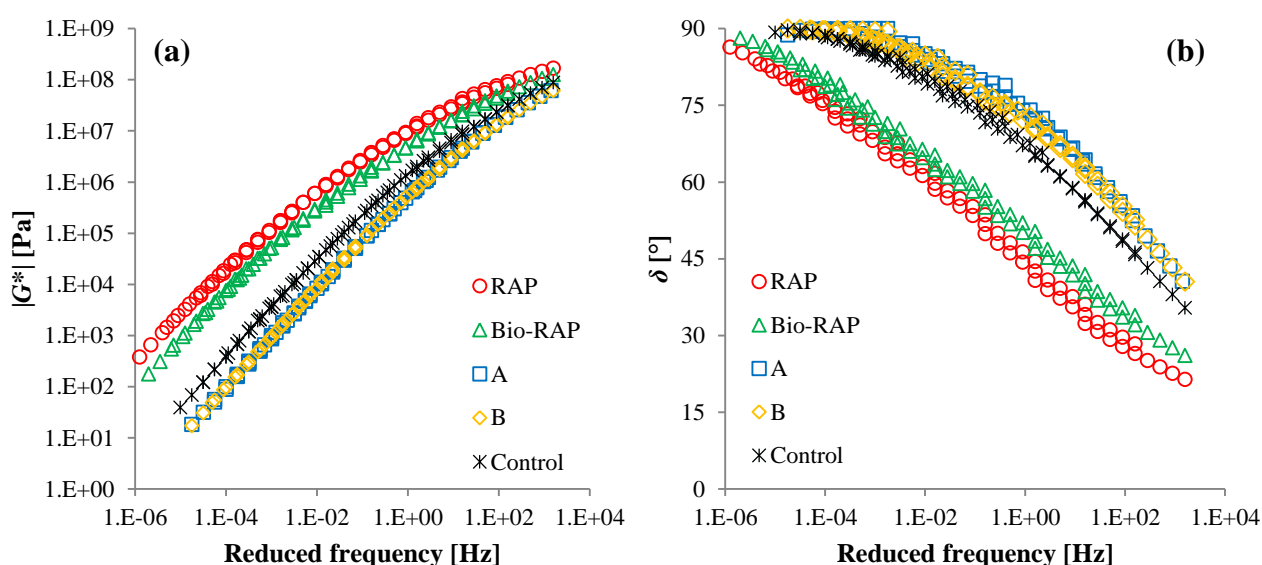 (a)
|G*| [Pa]
1.E+09
1.E+08
1.E+07
1.E+06
1.E+05
1.E+04
1.E+03
1.E+02
1.E+01
1.E+00
RAP
Bio-RAP
A
B
Control
1.E-06 1.E-04 1.E-02 1.E+00 1.E+02 1.E+04
Reduced frequency [Hz]
(b)
δ [°]
90
75
60
45
30
15
0
RAP
Bio-RAP
A
B
Control
1.E-06 1.E-04 1.E-02 1.E+00 1.E+02 1.E+04
Reduced frequency [Hz]